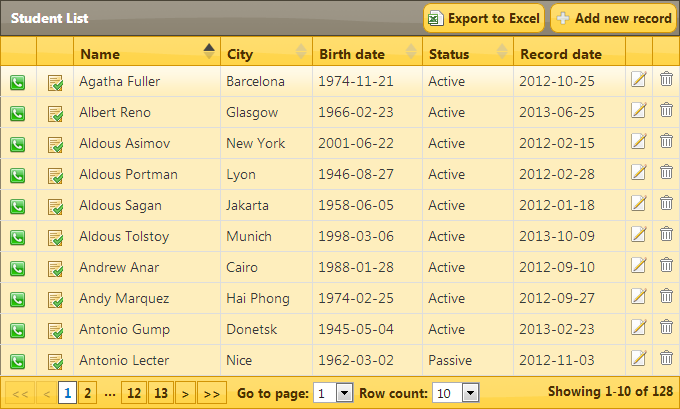 Student List Export to Excel Add new record
Name City Birth date Status Record date
Agatha Fuller Barcelona 1974-11-21 Active 2012-10-25
Albert Reno Glasgow 1966-02-23 Active 2013-06-25
Aldous Asimov New York 2001-06-22 Active 2012-02-15
Aldous Portman Lyon 1946-08-27 Active 2012-02-28
Aldous Sagan Jakarta 1958-06-05 Active 2012-01-18
Aldous Tolstoy Munich 1998-03-06 Active 2013-10-09
Andrew Anar Cairo 1988-01-28 Active 2012-09-10
Andy Marquez Hai Phong 1974-02-25 Active 2012-09-27
Antonio Gump Donetsk 1945-05-04 Active 2013-02-23
Antonio Lecter Nice 1962-03-02 Passive 2012-11-03
<< < 1 2 ... 12 13 > >> Go to page: 1 Row count: 10 Showing 1-10 of 128